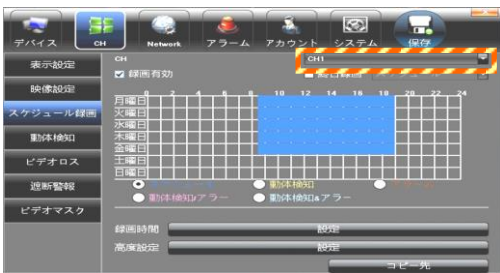 デバイス CH Network アラーム アカウント システム 保存
表示設定
映像設定
スケジュール録画
動体検知
ビデオロス
遮断警報
ビデオマスク
CH CH1
録画有効
0 2 4 6 8 10 12 14 16 18 20 22 24
月曜日
火曜日
水曜日
木曜日
金曜日
土曜日
日曜日
動体検知
動体検知/アラー 動体検知&アラー
録画時間 設定
高度設定 設定
コピー先